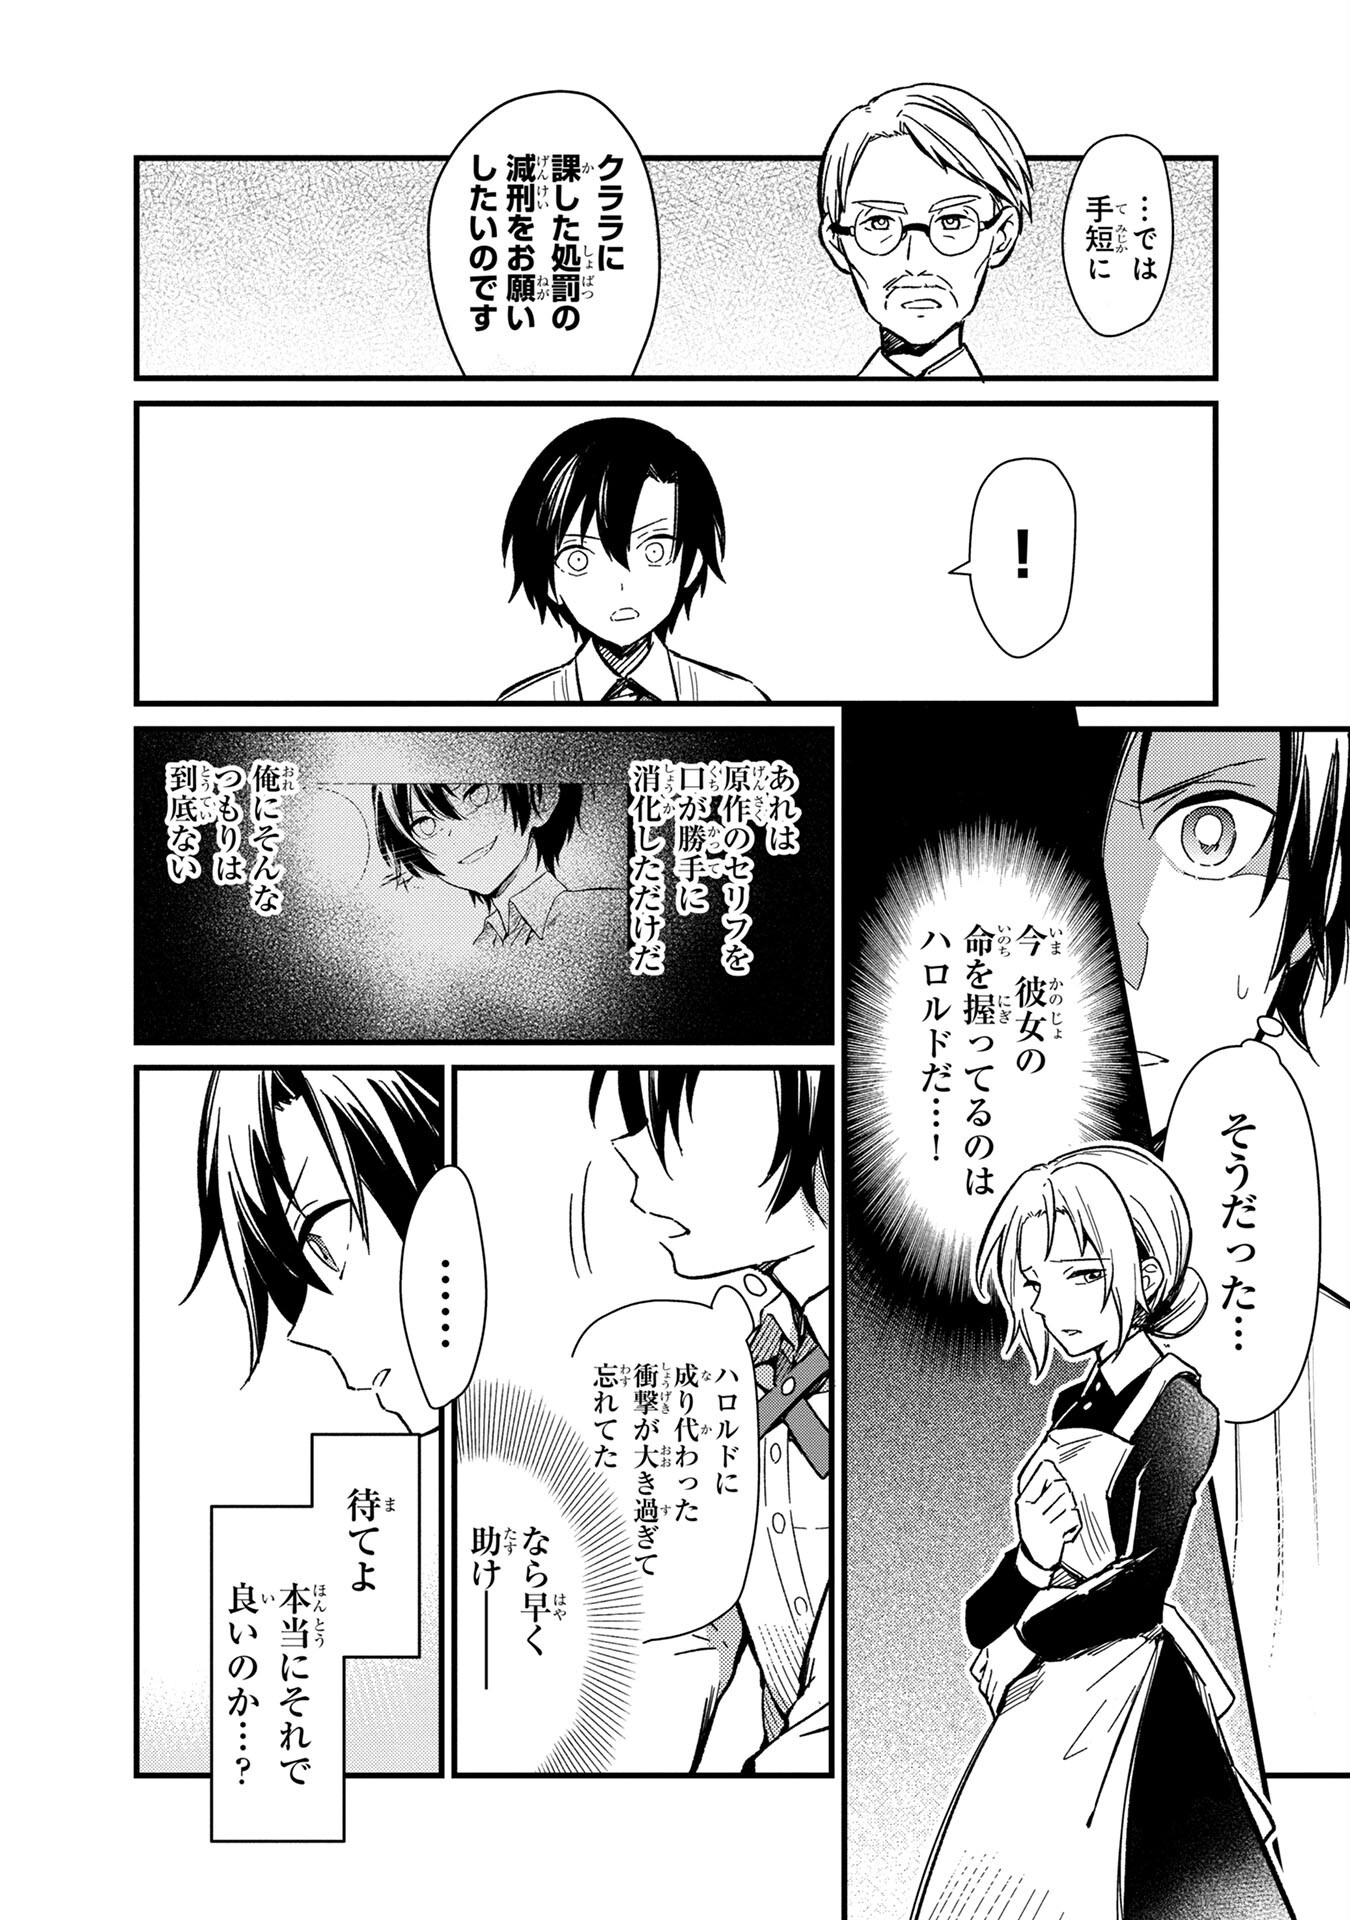 …では
手短に
クララに
課した処罰の
減刑をお願い
したいのです
！
そうだった…
今 彼女の
命を握ってるのは
ハロルドだ……！
あれは
原作のセリフを
口が勝手に
消化しただけだ
俺にそんな
つもりは
到底ない
ハロルドに
成り代わった
衝撃が大き過ぎて
忘れてた
なら早く
助け――
………
待てよ
本当にそれで
良いのか…？